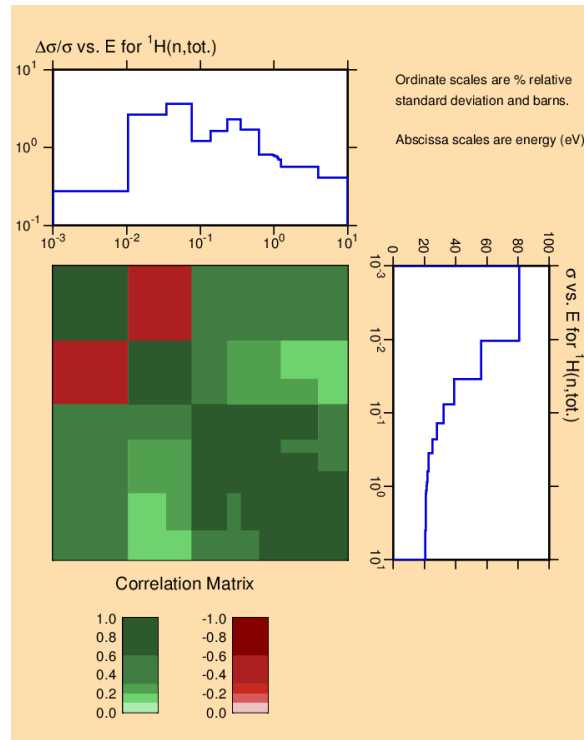 Δσ/σ vs. E for ¹H(n,tot.)
Ordinate scales are % relative
standard deviation and barns.
Abscissa scales are energy (eV)
10¹
10⁰
10⁻¹
10⁻³ 10⁻² 10⁻¹ 10⁰ 10¹
0 20 40 60 80 100
10⁻³
10⁻²
10⁻¹
10⁰
10¹
σ vs. E for ¹H(n,tot.)
Correlation Matrix
1.0 -1.0
0.8 -0.8
0.6 -0.6
0.4 -0.4
0.2 -0.2
0.0 0.0